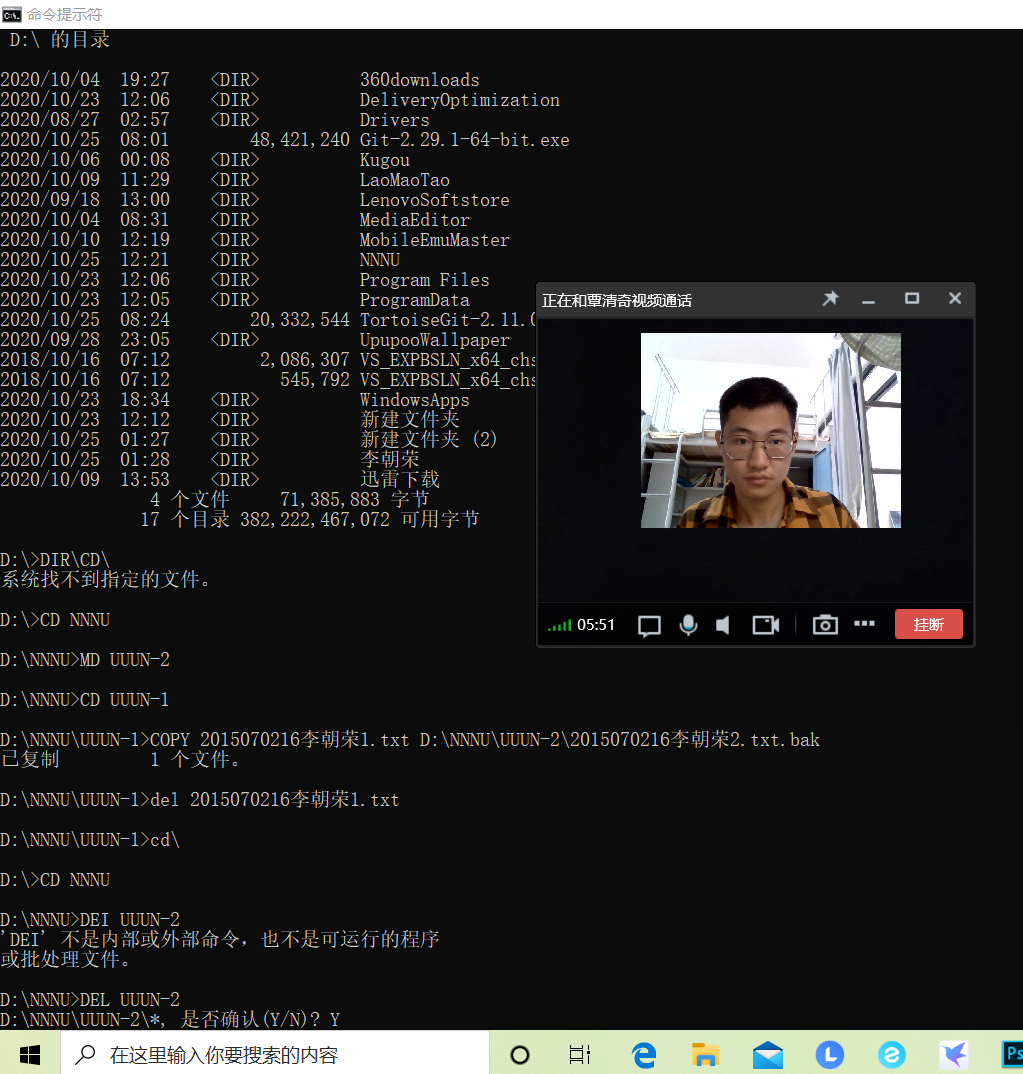 命令提示符
D:\ 的目录
2020/10/04 19:27 <DIR> 360downloads
2020/10/23 12:06 <DIR> DeliveryOptimization
2020/08/27 02:57 <DIR> Drivers
2020/10/25 08:01 48,421,240 Git-2.29.1-64-bit.exe
2020/10/06 00:08 <DIR> Kugou
2020/10/09 11:29 <DIR> LaoMaoTao
2020/09/18 13:00 <DIR> LenovoSoftstore
2020/10/04 08:31 <DIR> MediaEditor
2020/10/10 12:19 <DIR> MobileEmuMaster
2020/10/25 12:21 <DIR> NNNU
2020/10/23 12:06 <DIR> Program Files
2020/10/23 12:05 <DIR> ProgramData
2020/10/25 08:24 20,332,544 TortoiseGit-2.11.0
2020/09/28 23:05 <DIR> UpupooWallpaper
2018/10/16 07:12 2,086,307 VS_EXPBSLN_x64_chs
2018/10/16 07:12 545,792 VS_EXPBSLN_x64_chs
2020/10/23 18:34 <DIR> WindowsApps
2020/10/23 12:12 <DIR> 新建文件夹
2020/10/25 01:27 <DIR> 新建文件夹 (2)
2020/10/25 01:28 <DIR> 李朝荣
2020/10/09 13:53 <DIR> 迅雷下载
4 个文件 71,385,883 字节
17 个目录 382,222,467,072 可用字节
正在和覃清奇视频通话
05:51
挂断
D:\>DIR\CD\
系统找不到指定的文件。
D:\>CD NNNU
D:\NNNU>MD UUUN-2
D:\NNNU>CD UUUN-1
D:\NNNU\UUUN-1>COPY 2015070216李朝荣1.txt D:\NNNU\UUUN-2\2015070216李朝荣2.txt.bak
已复制 1 个文件。
D:\NNNU\UUUN-1>del 2015070216李朝荣1.txt
D:\NNNU\UUUN-1>cd\
D:\>CD NNNU
D:\NNNU>DEI UUUN-2
'DEI' 不是内部或外部命令，也不是可运行的程序
或批处理文件。
D:\NNNU>DEL UUUN-2
D:\NNNU\UUUN-2\*, 是否确认(Y/N)? Y
在这里输入你要搜索的内容
Ps